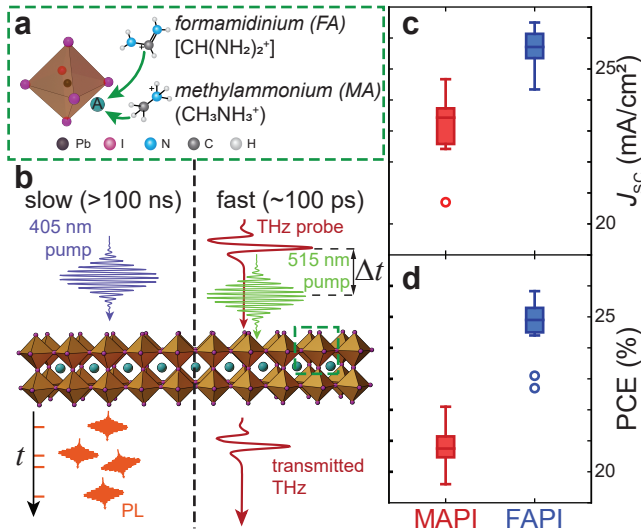 a
formamidinium (FA)
[CH(NH₂)₂⁺]
A
+
methylammonium (MA)
(CH₃NH₃⁺)
Pb I N C H
b
slow (>100 ns)
fast (~100 ps)
405 nm
pump
THz probe
515 nm
pump
Δt
t
PL
transmitted
THz
c
25
20
J_SC (mA/cm²)
d
25
20
PCE (%)
MAPI FAPI